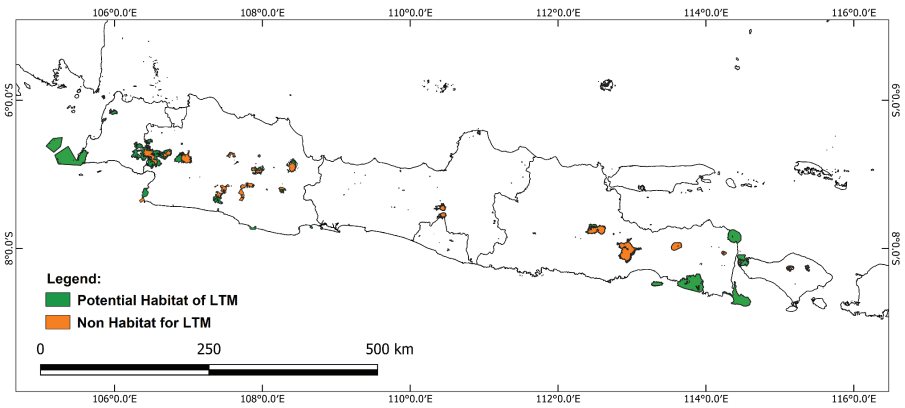 106°0.0'E 108°0.0'E 110°0.0'E 112°0.0'E 114°0.0'E 116°0.0'E
6°0.0'S 6°0.0'S
8°0.0'S 8°0.0'S
Legend:
Potential Habitat of LTM
Non Habitat for LTM
0 250 500 km
106°0.0'E 108°0.0'E 110°0.0'E 112°0.0'E 114°0.0'E 116°0.0'E